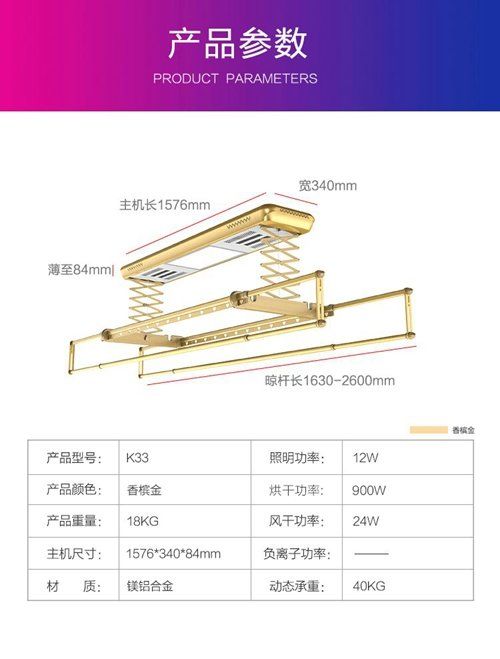 产品参数
PRODUCT PARAMETERS
宽340mm
主机长1576mm
薄至84mm
晾杆长1630-2600mm
香槟金
产品型号: K33 照明功率: 12W
产品颜色: 香槟金 烘干功率: 900W
产品重量: 18KG 风干功率: 24W
主机尺寸: 1576*340*84mm 负离子功率: ——
材 质: 镁铝合金 动态承重: 40KG